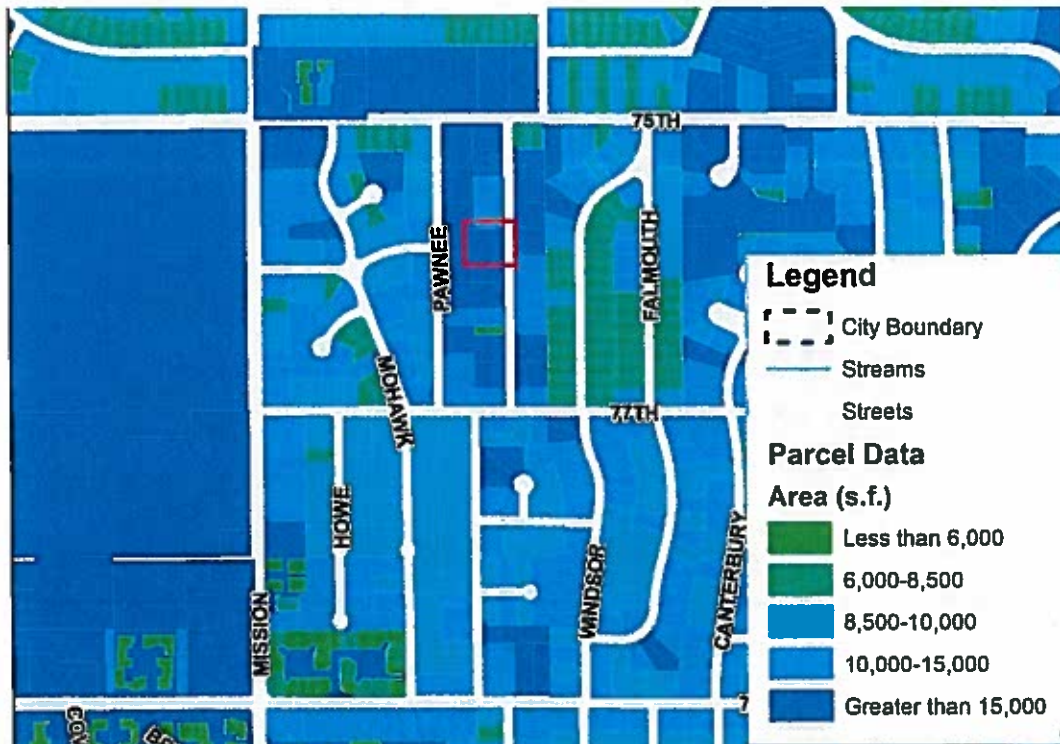 75TH
PAWNEE
FALMOUTH
MOHAWK
77TH
HOWE
MISSION
WINDSOR
CANTERBURY
7
Legend
City Boundary
Streams
Streets
Parcel Data
Area (s.f.)
Less than 6,000
6,000-8,500
8,500-10,000
10,000-15,000
Greater than 15,000